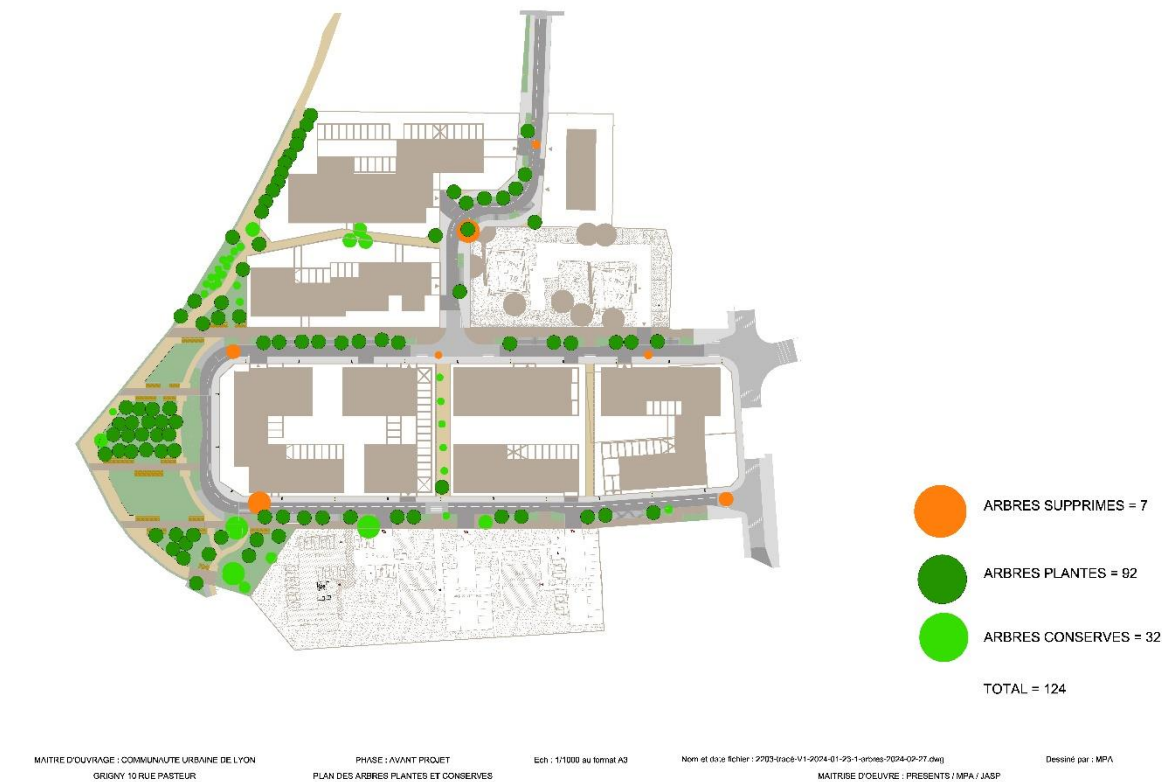 ARBRES SUPPRIMES = 7
ARBRES PLANTES = 92
ARBRES CONSERVES = 32
TOTAL = 124
MAITRE D'OUVRAGE : COMMUNAUTE URBAINE DE LYON
PHASE : AVANT PROJET
Ech : 1/1000 au format A3
Nom et date fichier : 2203-tracé-V1-2024-01-23-1-arbres-2024-02-27.dwg
Dessiné par : MPA
GRIGNY 10 RUE PASTEUR
PLAN DES ARBRES PLANTES ET CONSERVES
MAITRISE D'OEUVRE : PRESENTS / MPA / JASP